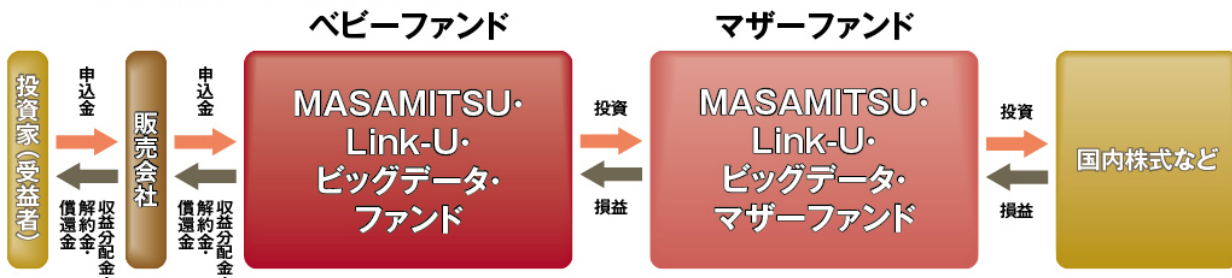 ベビーファンド
マザーファンド
投資家（受益者）
申込金
収益分配金・
解約金・
償還金
販売会社
申込金
収益分配金・
解約金・
償還金
MASAMITSU・
Link-U・
ビッグデータ・
ファンド
投資
損益
MASAMITSU・
Link-U・
ビッグデータ・
マザーファンド
投資
損益
国内株式など